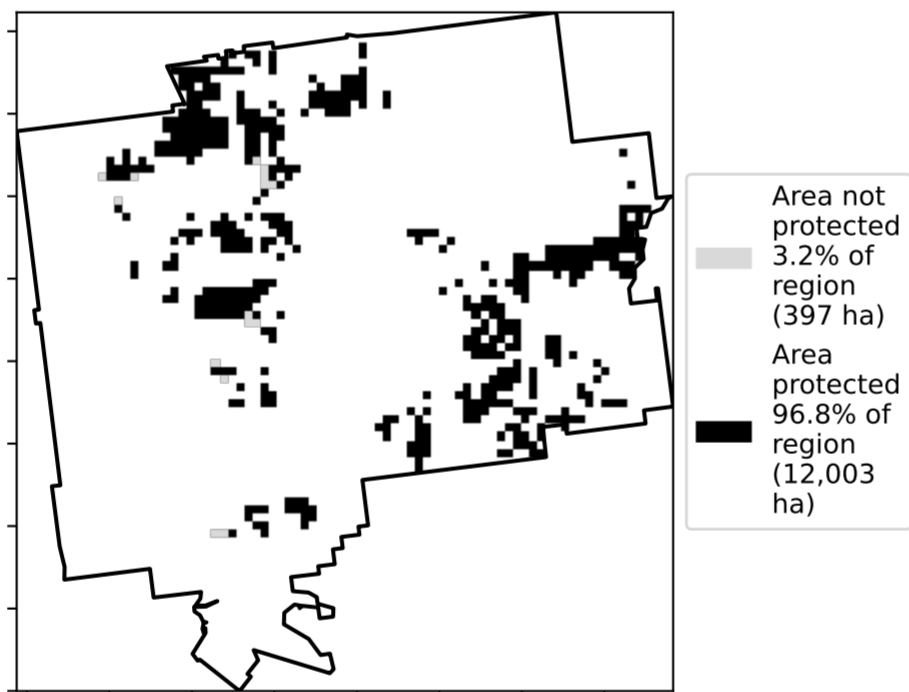 Area not
protected
3.2% of
region
(397 ha)
Area
protected
96.8% of
region
(12,003
ha)